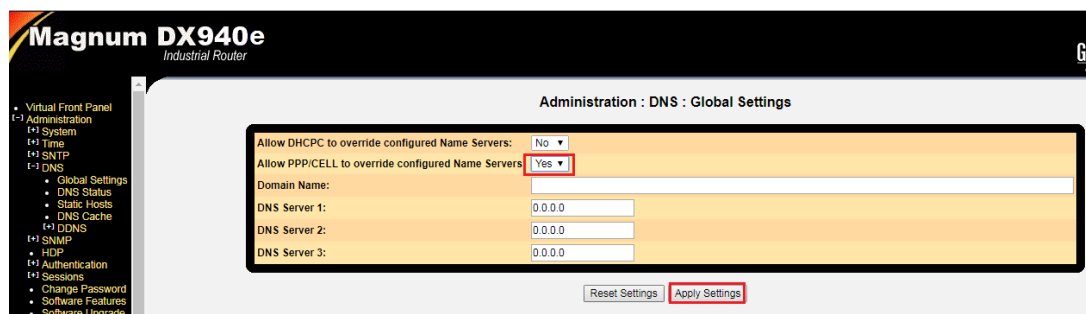 Magnum DX940e
Industrial Router
G
• Virtual Front Panel
[-] Administration
[+] System
[+] Time
[+] SNTP
[-] DNS
• Global Settings
• DNS Status
• Static Hosts
• DNS Cache
[+] DDNS
[+] SNMP
• HDP
[+] Authentication
[+] Sessions
• Change Password
• Software Features
• Software Upgrade
Administration : DNS : Global Settings
Allow DHCPC to override configured Name Servers: No
Allow PPP/CELL to override configured Name Servers Yes
Domain Name:
DNS Server 1: 0.0.0.0
DNS Server 2: 0.0.0.0
DNS Server 3: 0.0.0.0
Reset Settings Apply Settings